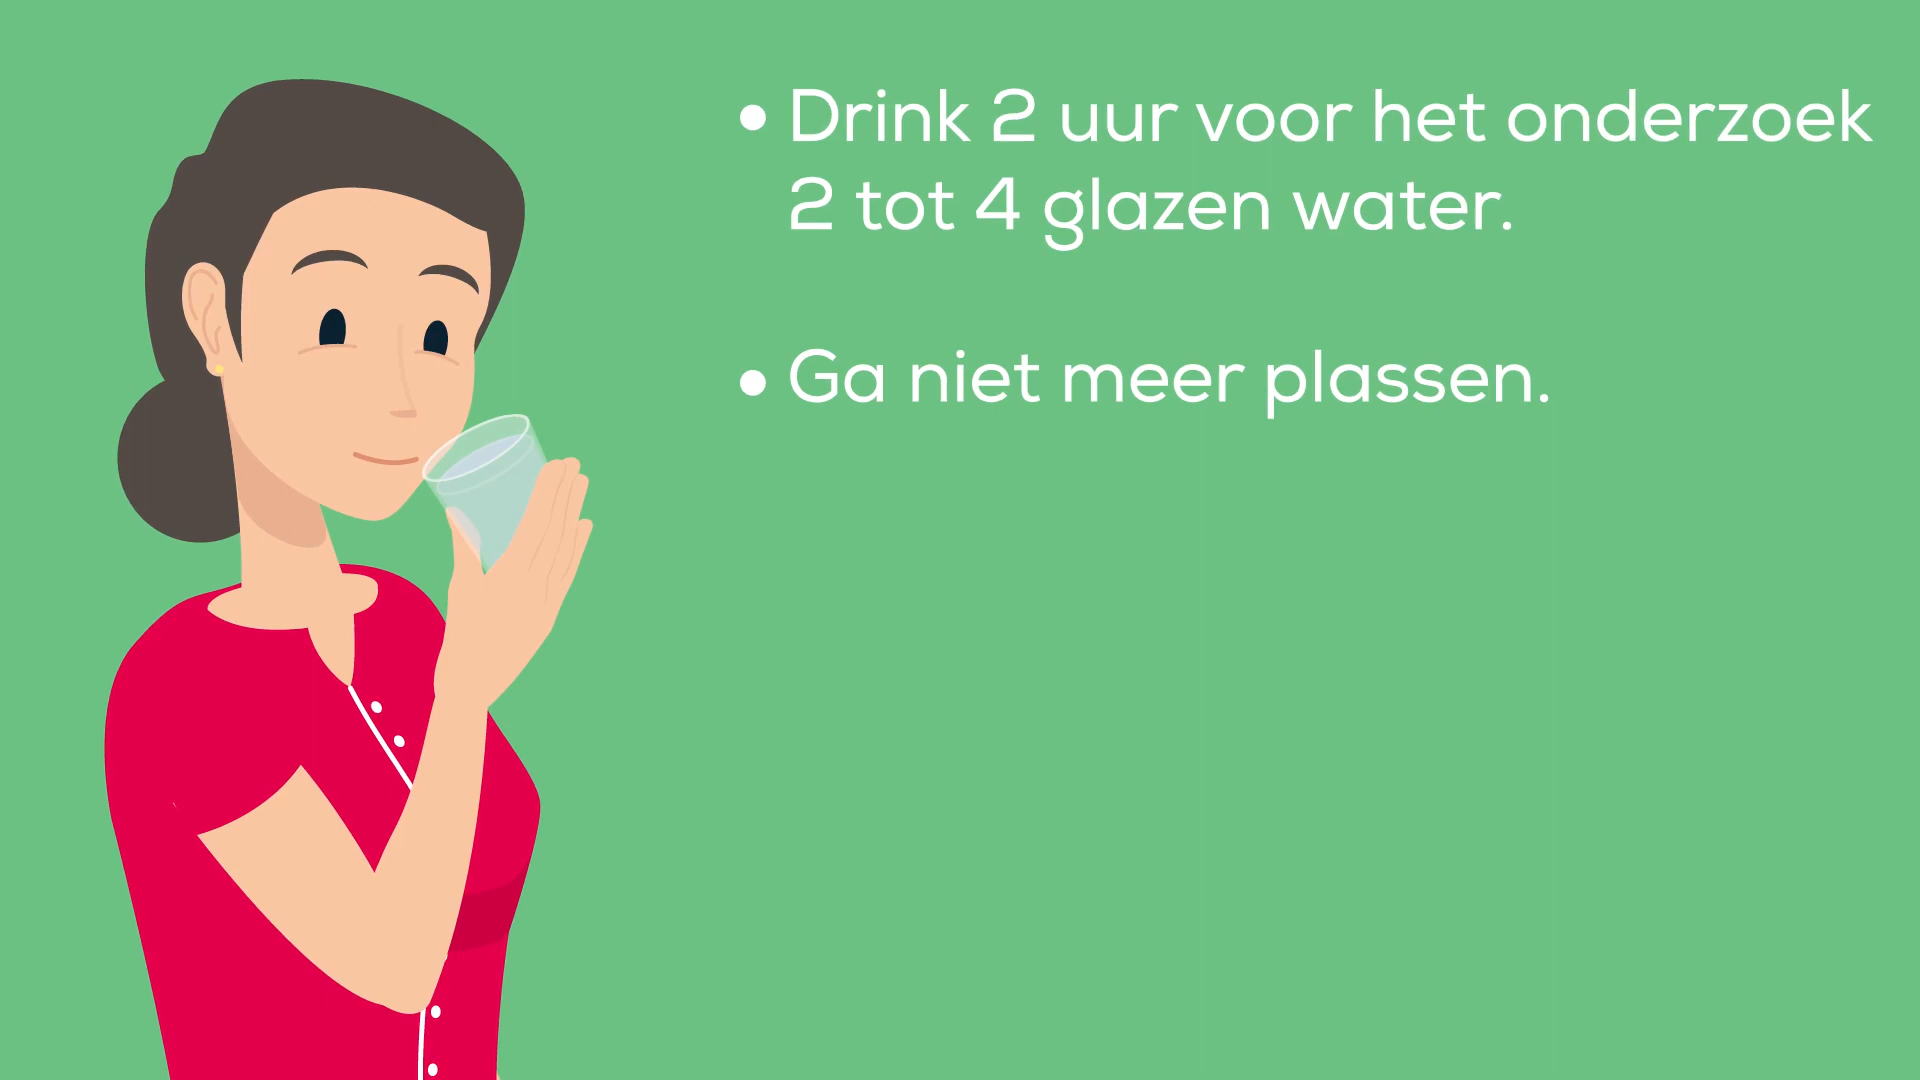 • Drink 2 uur voor het onderzoek
2 tot 4 glazen water.
• Ga niet meer plassen.